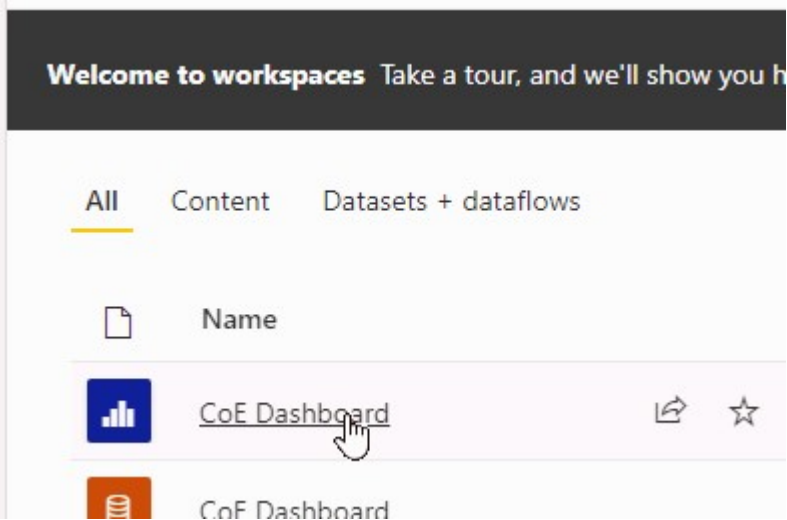 Welcome to workspaces Take a tour, and we'll show you h
All Content Datasets + dataflows
Name
CoE Dashboard
CoE Dashboard